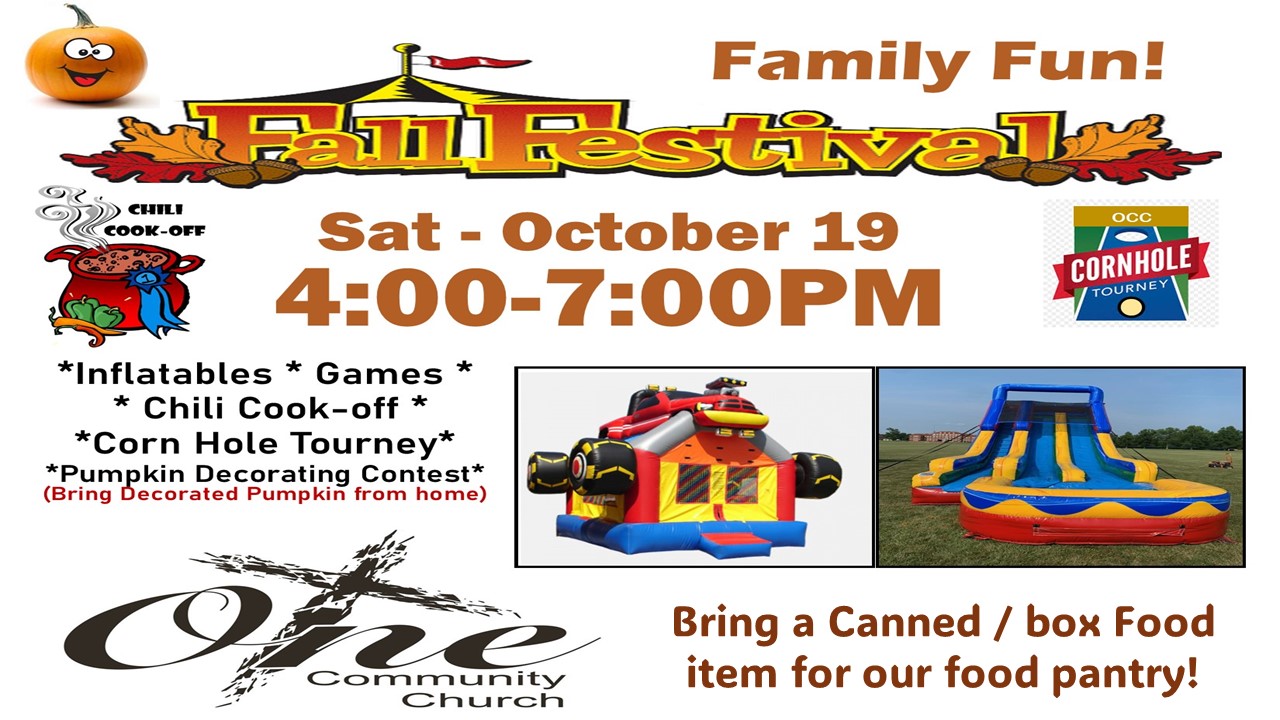 Family Fun!
Fall Festival
CHILI
COOK-OFF
1
Sat - October 19
4:00-7:00PM
OCC
CORNHOLE
TOURNEY
*Inflatables * Games *
* Chili Cook-off *
*Corn Hole Tourney*
*Pumpkin Decorating Contest*
(Bring Decorated Pumpkin from home)
One
Community
Church
Bring a Canned / box Food
item for our food pantry!